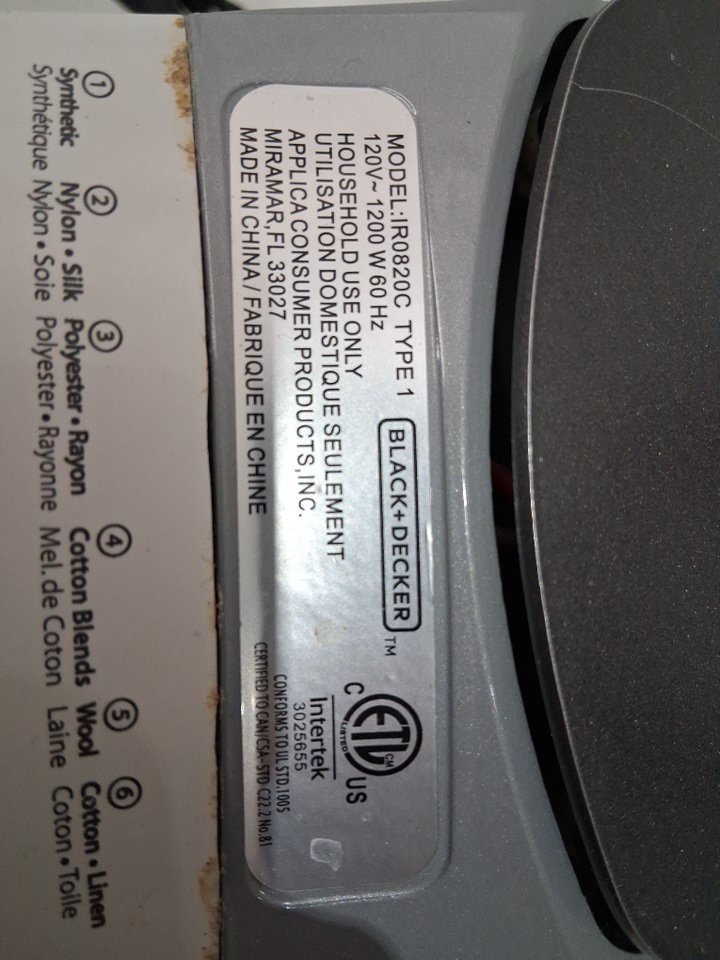 MODEL:IR0820C TYPE 1
120V~ 1200 W 60 Hz
HOUSEHOLD USE ONLY
UTILISATION DOMESTIQUE SEULEMENT
APPLICA CONSUMER PRODUCTS,INC.
MIRAMAR,FL 33027
MADE IN CHINA / FABRIQUE EN CHINE
BLACK+DECKER TM
ETL CM
LISTED
C US
Intertek
3025655
CONFORMS TO UL STD.1005
CERTIFIED TO CAN/CSA-STD C22.2 No.81
1 2 3 4 5 6
Synthetic Nylon • Silk Polyester • Rayon Cotton Blends Wool Cotton • Linen
Synthétique Nylon • Soie Polyester • Rayonne Mel. de Coton Laine Coton • Toile